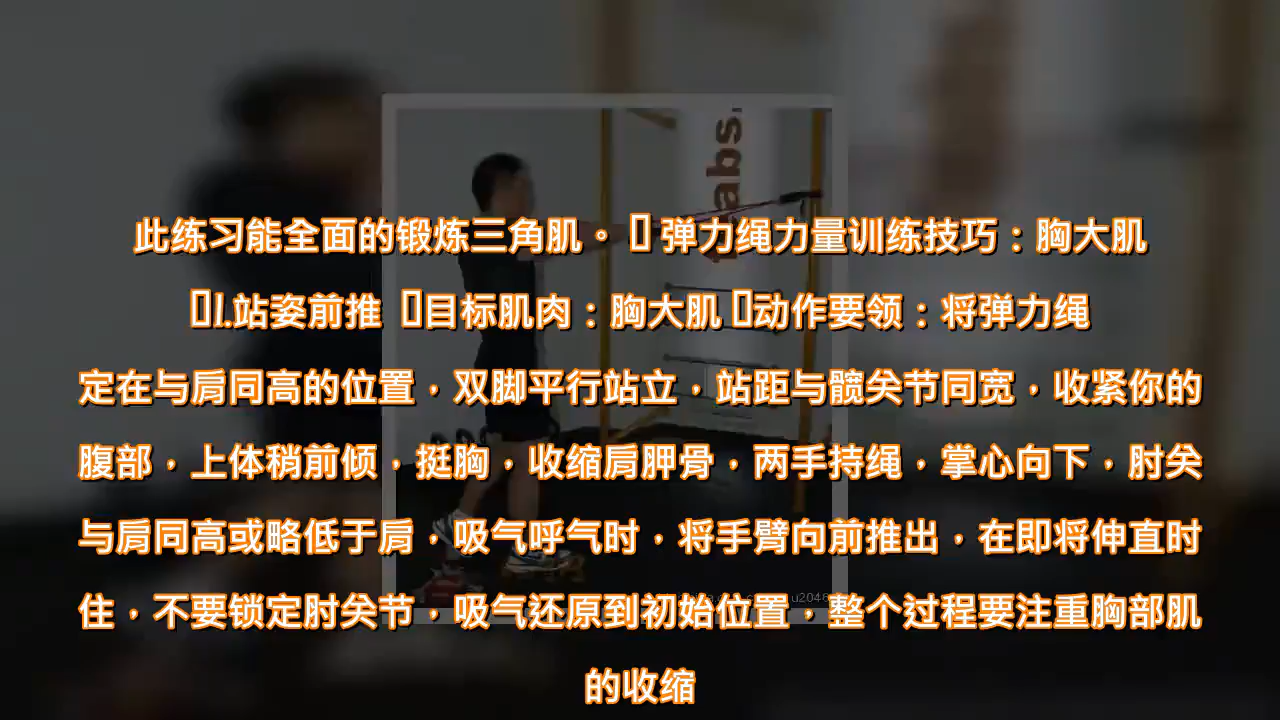 此练习能全面的锻炼三角肌。 弹力绳力量训练技巧：胸大肌
1.站姿前推 目标肌肉：胸大肌 动作要领：将弹力绳
定在与肩同高的位置，双脚平行站立，站距与髋关节同宽，收紧你的
腹部，上体稍前倾，挺胸，收缩肩胛骨，两手持绳，掌心向下，肘关
与肩同高或略低于肩，吸气呼气时，将手臂向前推出，在即将伸直时
住，不要锁定肘关节，吸气还原到初始位置，整个过程要注重胸部肌
的收缩
abs.